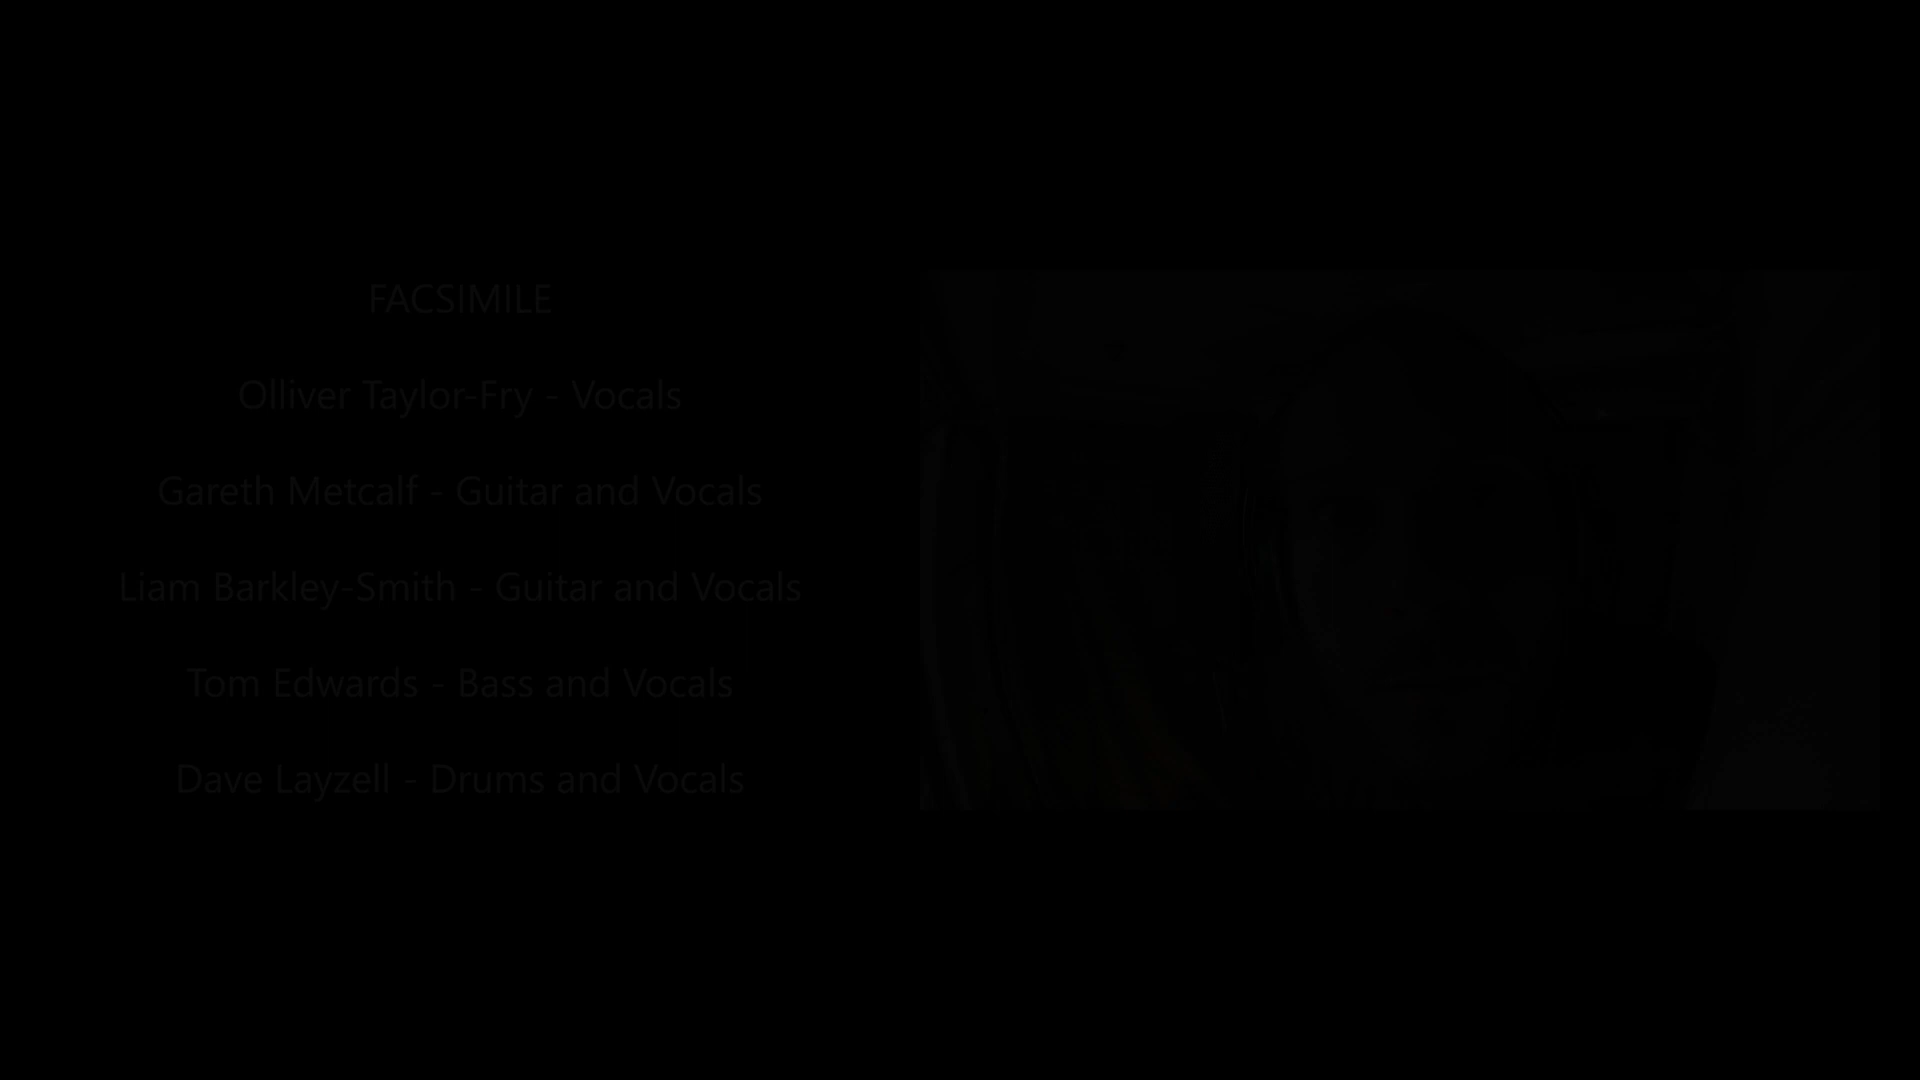 FACSIMILE
Olliver Taylor-Fry - Vocals
Gareth Metcalf - Guitar and Vocals
Liam Barkley-Smith - Guitar and Vocals
Tom Edwards - Bass and Vocals
Dave Layzell - Drums and Vocals